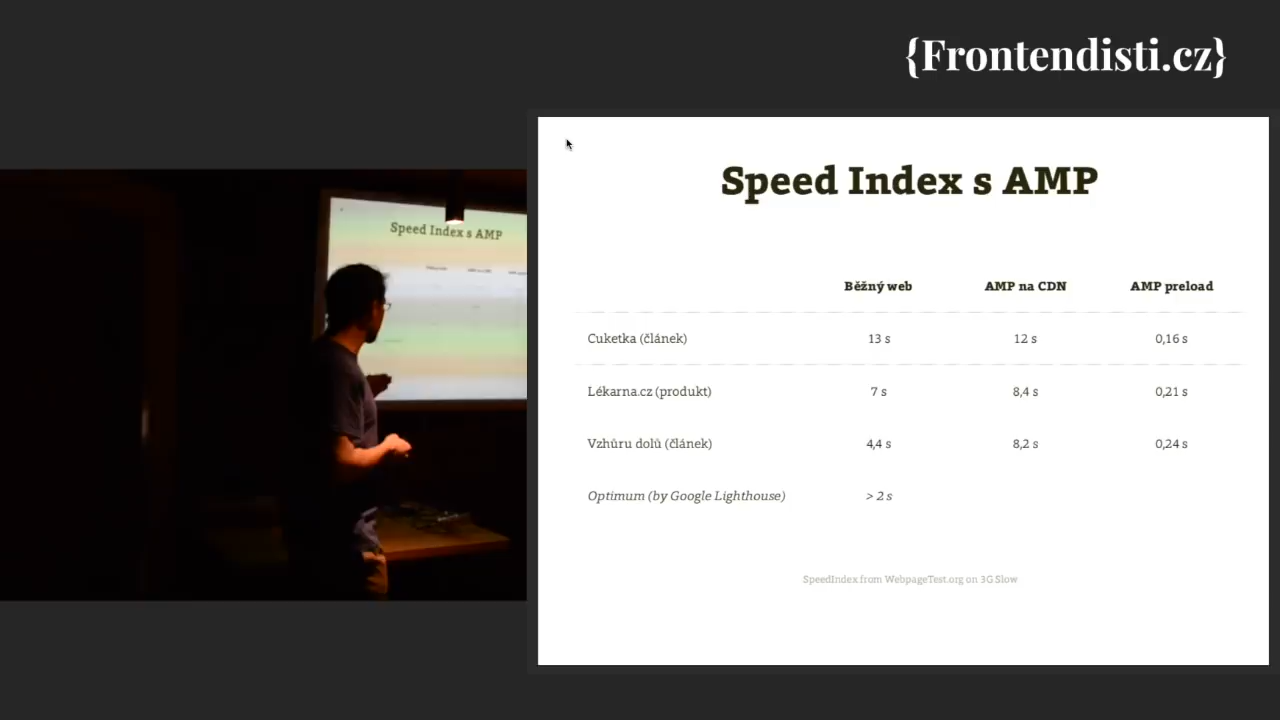 {Frontendisti.cz}
Speed Index s AMP
Běžný web AMP na CDN AMP preload
Cuketka (článek) 13 s 12 s 0,16 s
Lékarna.cz (produkt) 7 s 8,4 s 0,21 s
Vzhůru dolů (článek) 4,4 s 8,2 s 0,24 s
Optimum (by Google Lighthouse) > 2 s
SpeedIndex from WebpageTest.org on 3G Slow
Speed Index s AMP